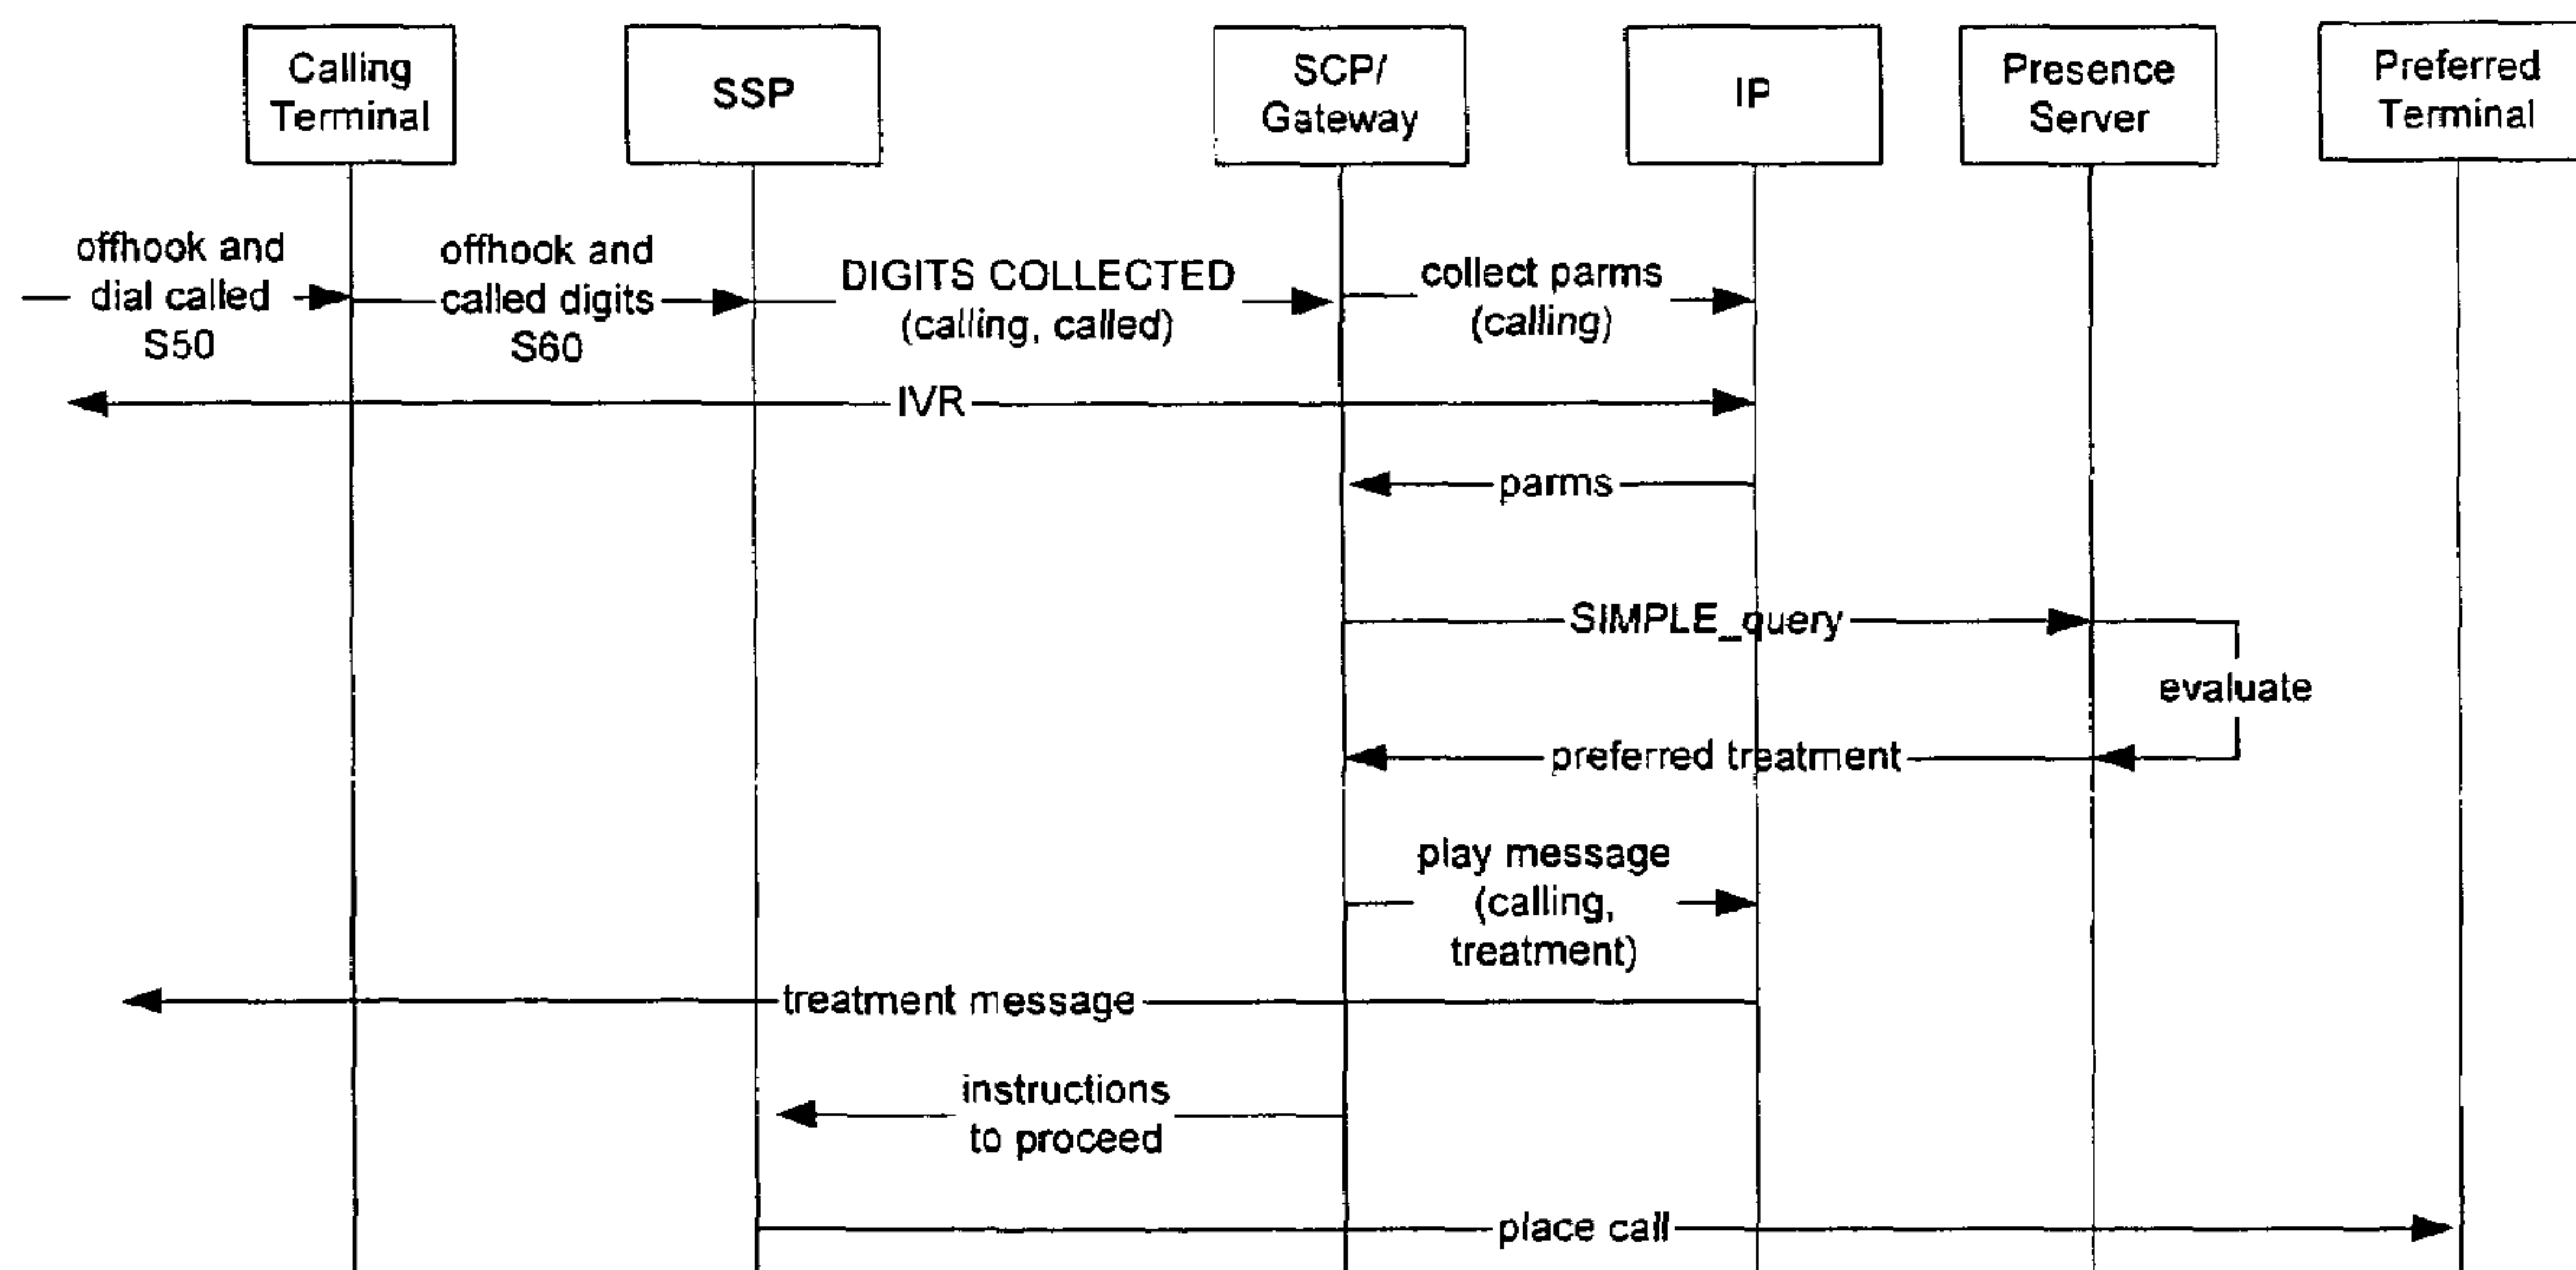 Calling
Terminal
SSP
SCP/
Gateway
IP
Presence
Server
Preferred
Terminal
offhook and
dial called
S50
offhook and
called digits
S60
DIGITS COLLECTED
(calling, called)
collect parms
(calling)
IVR
parms
SIMPLE_query
evaluate
preferred treatment
play message
(calling,
treatment)
treatment message
instructions
to proceed
place call